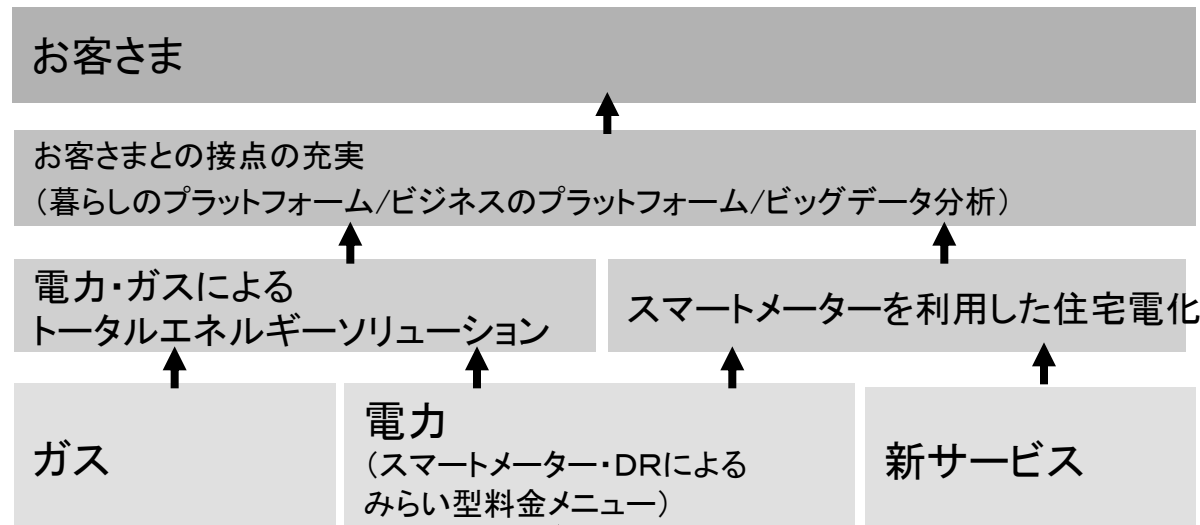 お客さま
お客さまとの接点の充実
（暮らしのプラットフォーム/ビジネスのプラットフォーム/ビッグデータ分析）
電力・ガスによる
トータルエネルギーソリューション
スマートメーターを利用した住宅電化
ガス
電力
（スマートメーター・DRによる
みらい型料金メニュー）
新サービス